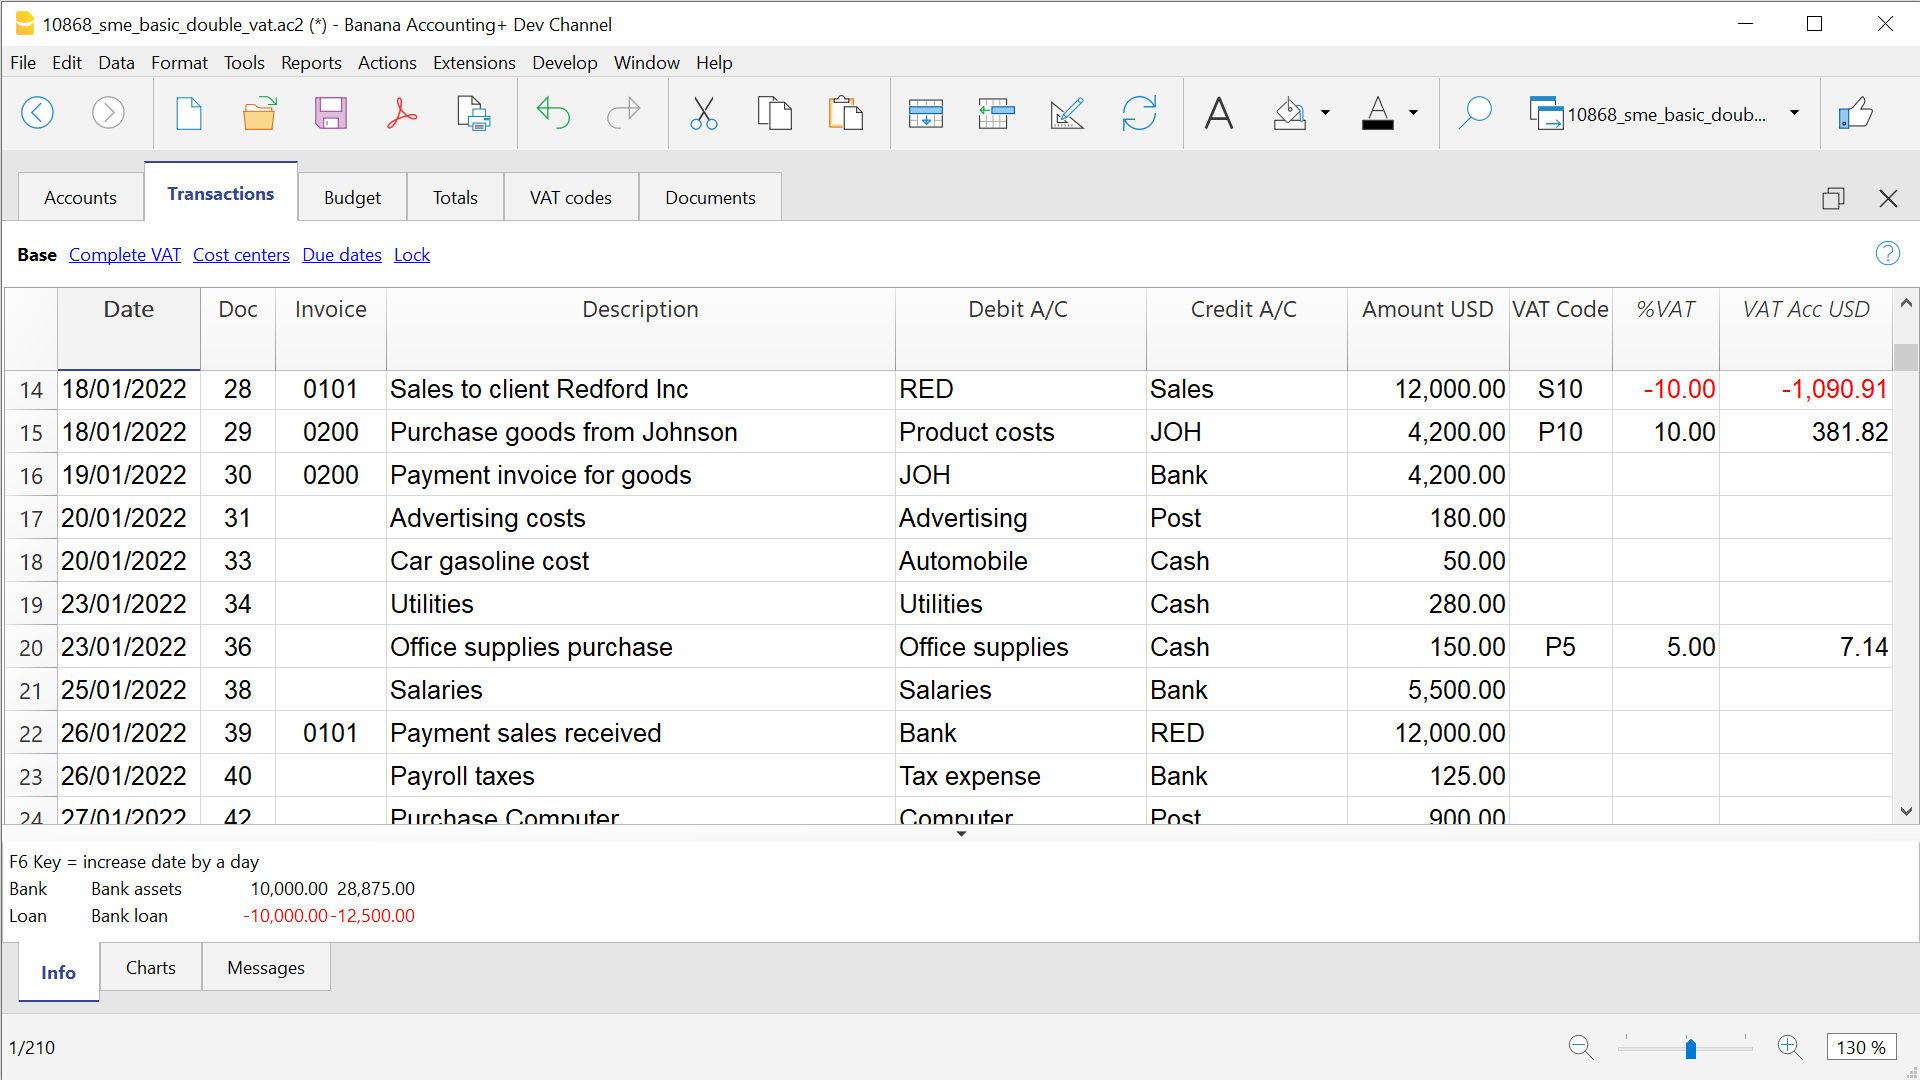 10868_sme_basic_double_vat.ac2 (*) - Banana Accounting+ Dev Channel
File Edit Data Format Tools Reports Actions Extensions Develop Window Help
10868_sme_basic_doub...
Accounts Transactions Budget Totals VAT codes Documents
Base Complete VAT Cost centers Due dates Lock
Date Doc Invoice Description Debit A/C Credit A/C Amount USD VAT Code %VAT VAT Acc USD
14 18/01/2022 28 0101 Sales to client Redford Inc RED Sales 12,000.00 S10 -10.00 -1,090.91
15 18/01/2022 29 0200 Purchase goods from Johnson Product costs JOH 4,200.00 P10 10.00 381.82
16 19/01/2022 30 0200 Payment invoice for goods JOH Bank 4,200.00
17 20/01/2022 31 Advertising costs Advertising Post 180.00
18 20/01/2022 33 Car gasoline cost Automobile Cash 50.00
19 23/01/2022 34 Utilities Utilities Cash 280.00
20 23/01/2022 36 Office supplies purchase Office supplies Cash 150.00 P5 5.00 7.14
21 25/01/2022 38 Salaries Salaries Bank 5,500.00
22 26/01/2022 39 0101 Payment sales received Bank RED 12,000.00
23 26/01/2022 40 Payroll taxes Tax expense Bank 125.00
24 27/01/2022 42 Purchase Computer Computer Post 900.00
F6 Key = increase date by a day
Bank Bank assets 10,000.00 28,875.00
Loan Bank loan -10,000.00 -12,500.00
Info Charts Messages
1/210
130 %